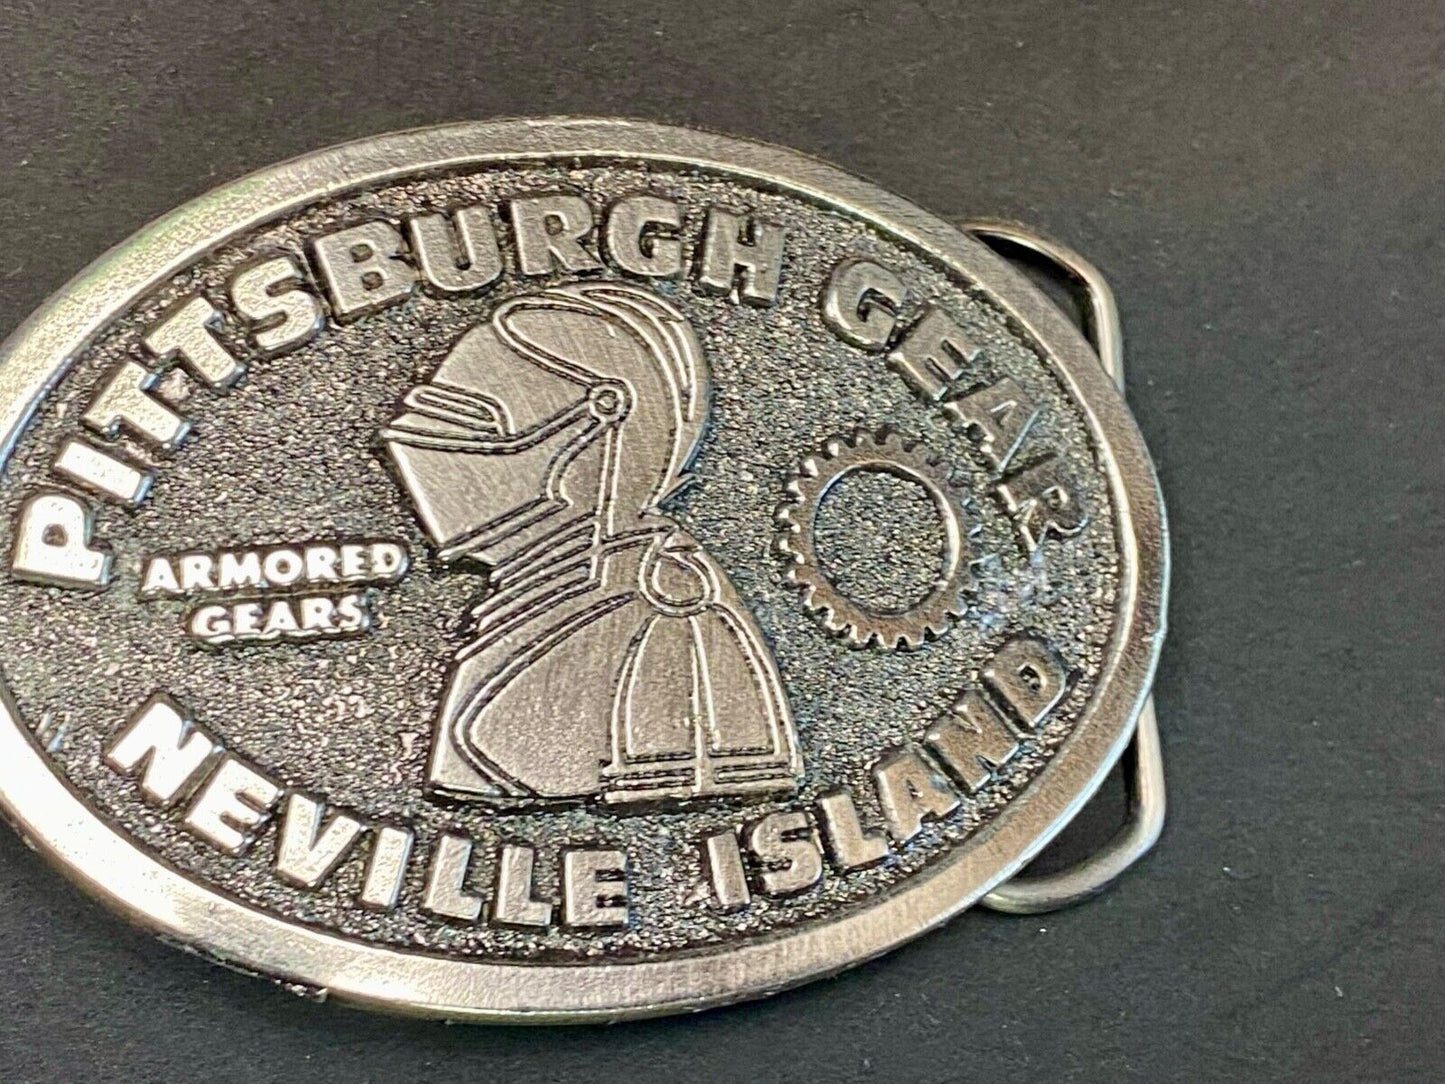 PITTSBURGH GEAR
ARMORED
GEARS
NEVILLE ISLAND